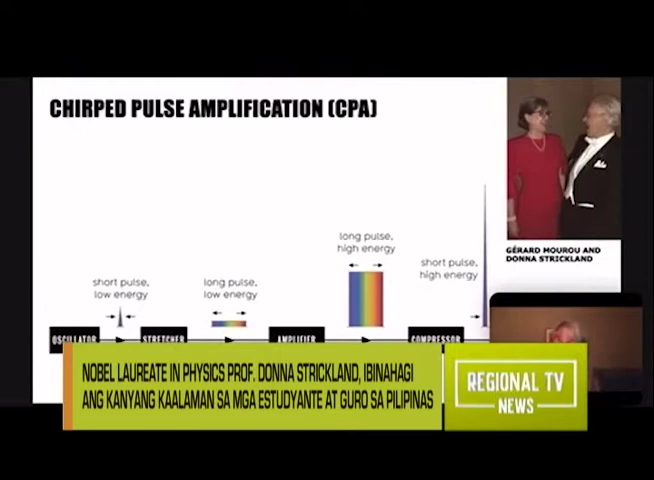 CHIRPED PULSE AMPLIFICATION (CPA)
GÉRARD MOUROU AND
DONNA STRICKLAND
long pulse,
high energy
short pulse,
high energy
short pulse,
low energy
long pulse,
low energy
OSCILLATOR
STRETCHER
AMPLIFIER
COMPRESSOR
NOBEL LAUREATE IN PHYSICS PROF. DONNA STRICKLAND, IBINAHAGI
ANG KANYANG KAALAMAN SA MGA ESTUDYANTE AT GURO SA PILIPINAS
REGIONAL TV
NEWS